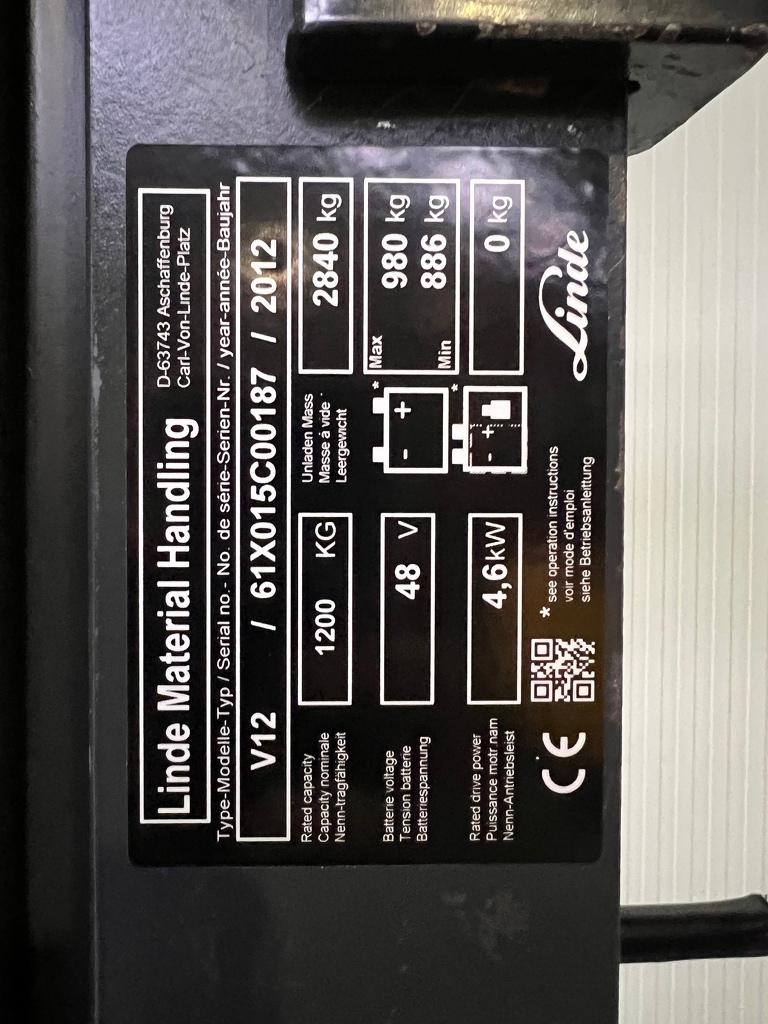 Linde Material Handling
D-63743 Aschaffenburg
Carl-Von-Linde-Platz
Type-Modelle-Typ / Serial no.- No. de série-Serien-Nr. / year-année-Baujahr
V12 / 61X015C00187 / 2012
Rated capacity
Capacity nominale
Nenn-tragfähigkeit
1200 KG
Unladen Mass
Masse á vide
Leergewicht
2840 kg
Batterie voltage
Tension batterie
Batteriespannung
48 V
- +
*
Max
980 kg
886 kg
Min
Rated drive power
Puissance motr.nam
Nenn-Antriebsleist
4,6kW
- +
*
0 kg
CE
* see operation instructions
voir mode d'emploi
siehe Betriebsanleittung
Linde